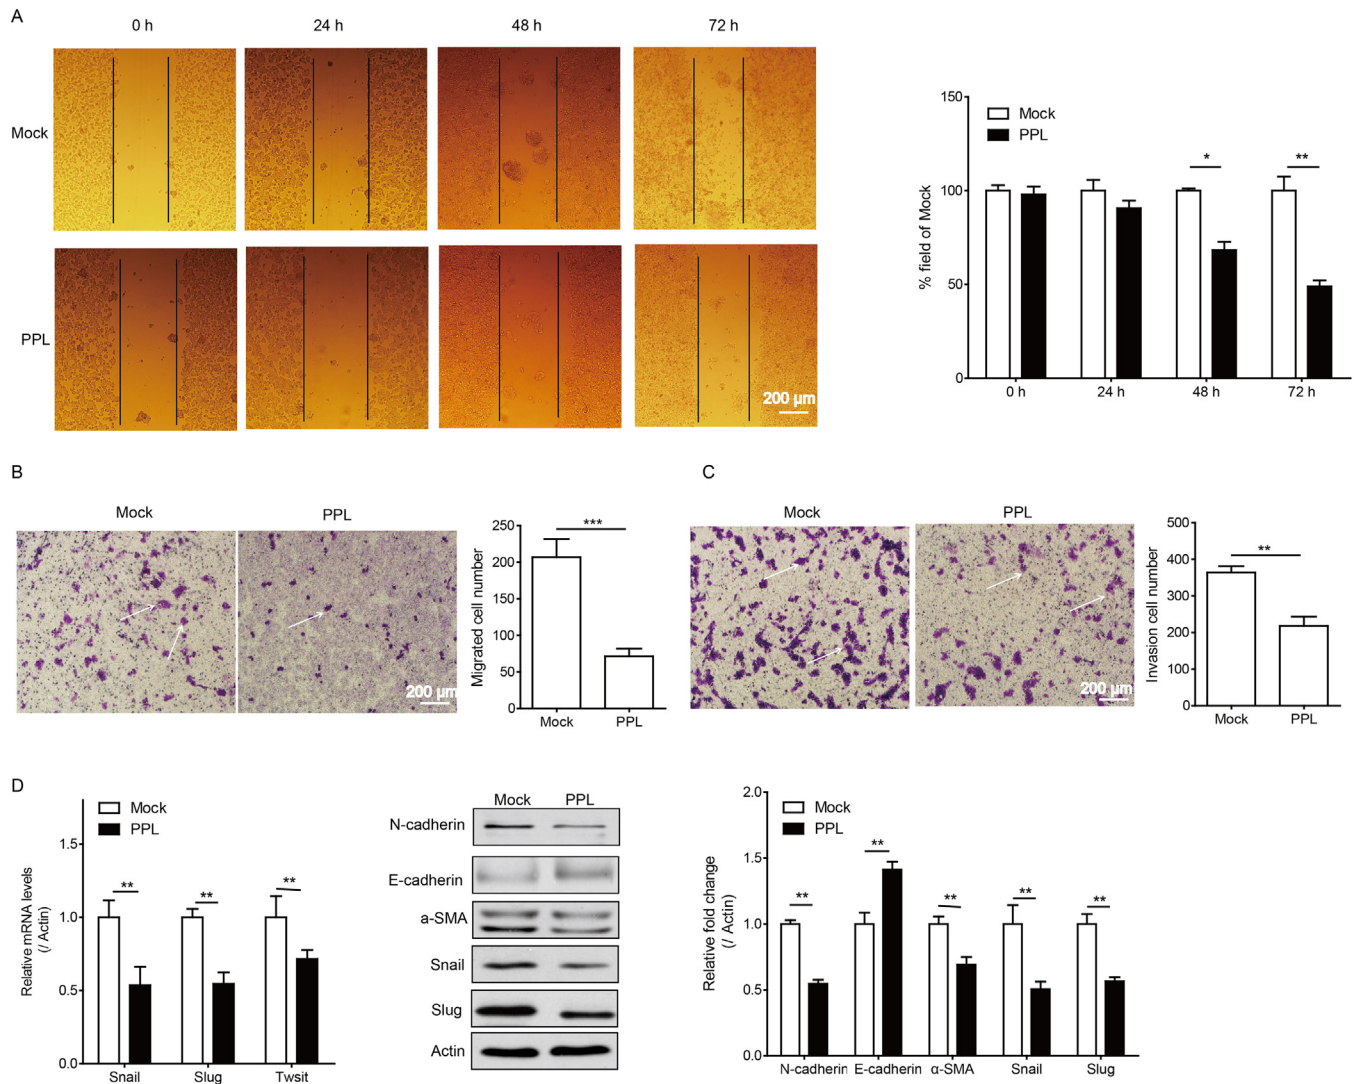 A
0 h
24 h
48 h
72 h
Mock
PPL
200 µm
150
100
50
0
% field of Mock
Mock
PPL
*
**
0 h
24 h
48 h
72 h
B
Mock
PPL
200 µm
250
200
150
100
50
0
Migrated cell number
***
Mock
PPL
C
Mock
PPL
200 µm
500
400
300
200
100
0
Invasion cell number
**
Mock
PPL
D
Mock
PPL
1.5
1.0
0.5
0.0
Relative mRNA levels
(/ Actin)
**
**
**
Snail
Slug
Twsit
Mock
PPL
N-cadherin
E-cadherin
a-SMA
Snail
Slug
Actin
2.0
1.5
1.0
0.5
0.0
Relative fold change
(/ Actin)
Mock
PPL
**
**
**
**
**
N-cadherin
E-cadherin
α-SMA
Snail
Slug